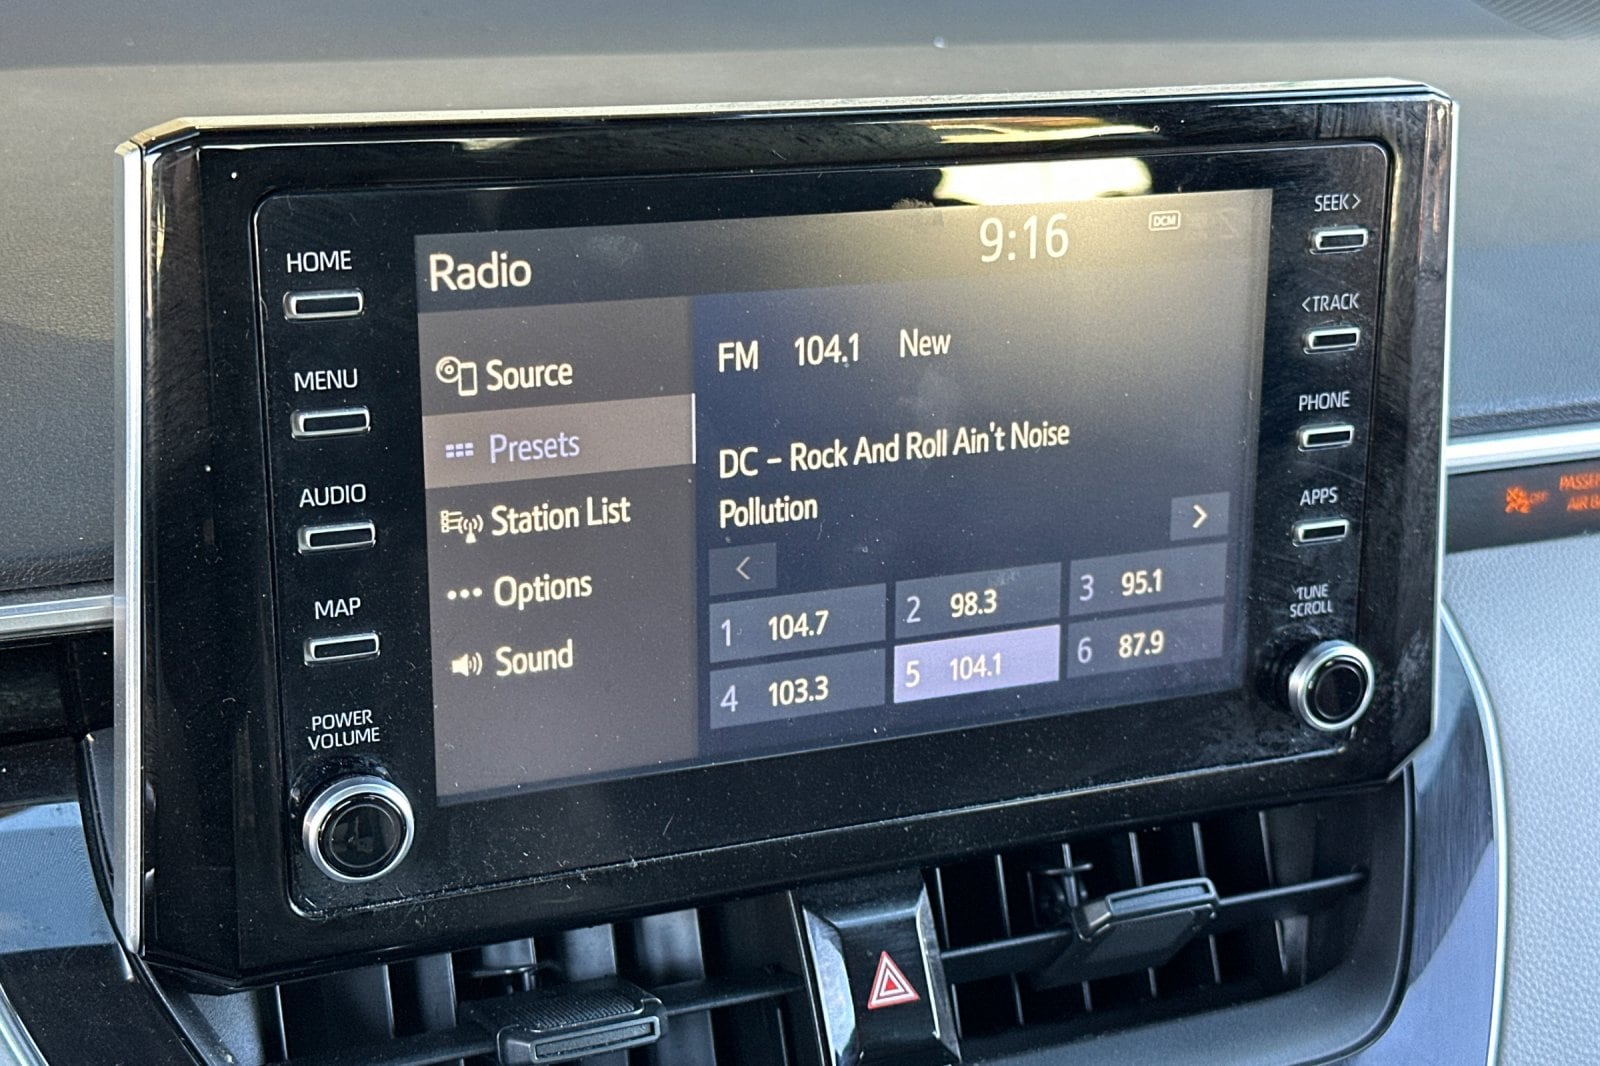 HOME
MENU
AUDIO
MAP
POWER
VOLUME
Radio
9:16
DCM
Source
Presets
Station List
Options
Sound
FM 104.1 New
DC – Rock And Roll Ain't Noise
Pollution
<
>
1 104.7
2 98.3
3 95.1
4 103.3
5 104.1
6 87.9
SEEK>
<TRACK
PHONE
APPS
TUNE
SCROLL
OFF